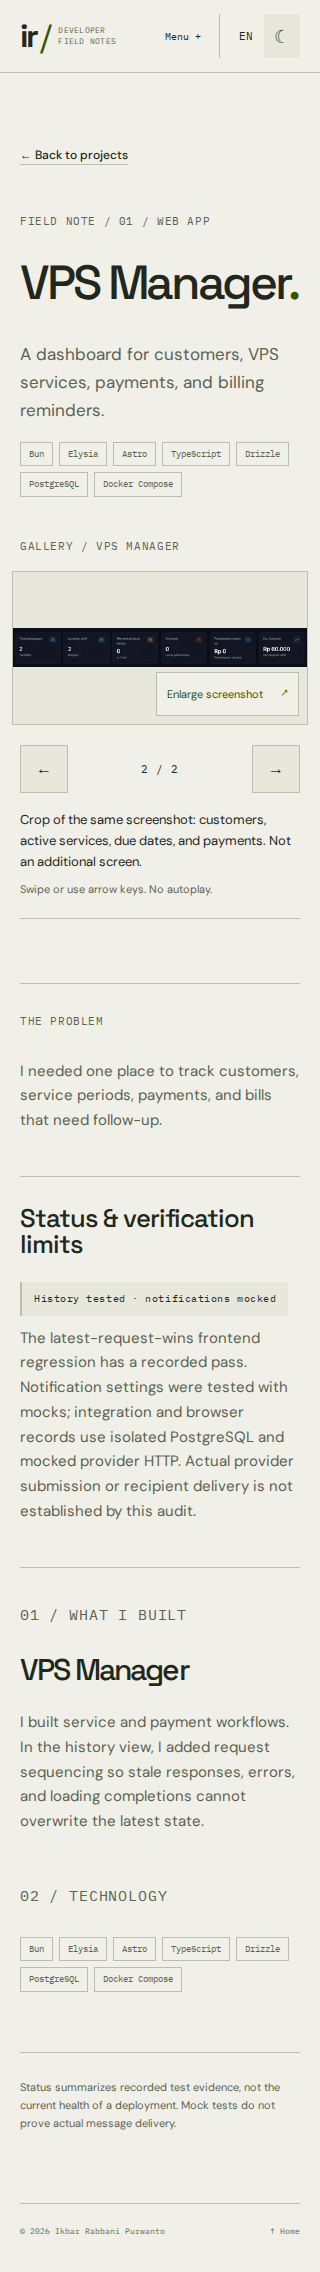 ir/ DEVELOPER
FIELD NOTES
Menu +
EN
← Back to projects
FIELD NOTE / 01 / WEB APP
VPS Manager.
A dashboard for customers, VPS
services, payments, and billing
reminders.
Bun Elysia Astro TypeScript Drizzle
PostgreSQL Docker Compose
GALLERY / VPS MANAGER
2 2 0 0 Rp 0 Rp 60.000
Enlarge screenshot ↗
← 2 / 2 →
Crop of the same screenshot: customers,
active services, due dates, and payments. Not
an additional screen.
Swipe or use arrow keys. No autoplay.
THE PROBLEM
I needed one place to track customers,
service periods, payments, and bills
that need follow-up.
Status & verification
limits
History tested · notifications mocked
The latest-request-wins frontend
regression has a recorded pass.
Notification settings were tested with
mocks; integration and browser
records use isolated PostgreSQL and
mocked provider HTTP. Actual provider
submission or recipient delivery is not
established by this audit.
01 / WHAT I BUILT
VPS Manager
I built service and payment workflows.
In the history view, I added request
sequencing so stale responses, errors,
and loading completions cannot
overwrite the latest state.
02 / TECHNOLOGY
Bun Elysia Astro TypeScript Drizzle
PostgreSQL Docker Compose
Status summarizes recorded test evidence, not the
current health of a deployment. Mock tests do not
prove actual message delivery.
© 2026 Ikbar Rabbani Purwanto
↑ Home